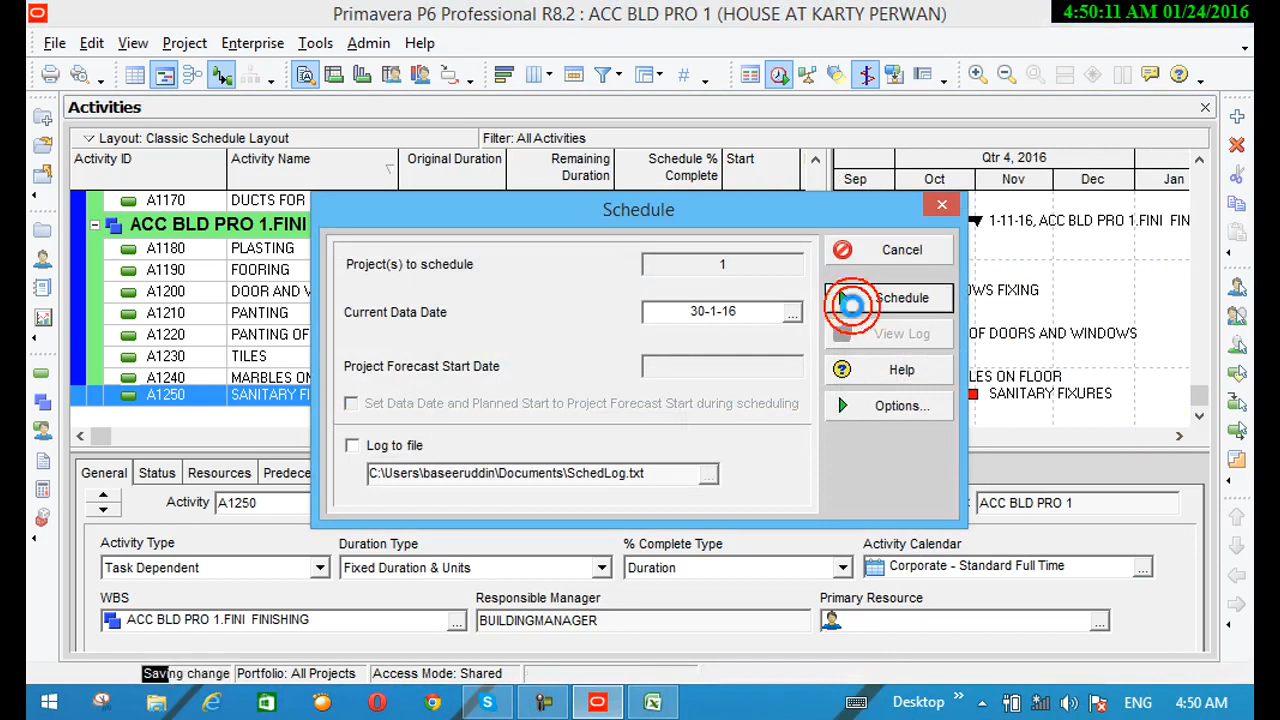 Primavera P6 Professional R8.2 : ACC BLD PRO 1 (HOUSE AT KARTY PERWAN)
4:50:11 AM 01/24/2016
File Edit View Project Enterprise Tools Admin Help
Activities
Layout: Classic Schedule Layout
Filter: All Activities
Activity ID
Activity Name
Original Duration
Remaining
Duration
Schedule %
Complete
Start
Qtr 4, 2016
Sep Oct Nov Dec Jan
A1170 DUCTS FOR
ACC BLD PRO 1.FINI
1-11-16, ACC BLD PRO 1.FINI FIN
A1180 PLASTING
A1190 FOORING
A1200 DOOR AND
OWS FIXING
A1210 PANTING
A1220 PANTING OF
OF DOORS AND WINDOWS
A1230 TILES
A1240 MARBLES ON
LES ON FLOOR
A1250 SANITARY FI
SANITARY FIXURES
Schedule
Project(s) to schedule
1
Current Data Date
30-1-16
...
Project Forecast Start Date
Set Data Date and Planned Start to Project Forecast Start during scheduling
Log to file
C:\Users\baseeruddin\Documents\SchedLog.txt
...
Cancel
Schedule
View Log
Help
Options...
General Status Resources Predece
Activity
A1250
ACC BLD PRO 1
Activity Type
Duration Type
% Complete Type
Activity Calendar
Task Dependent
Fixed Duration & Units
Duration
Corporate - Standard Full Time
...
WBS
Responsible Manager
Primary Resource
ACC BLD PRO 1.FINI FINISHING
...
BUILDINGMANAGER
...
Saving change
Portfolio: All Projects
Access Mode: Shared
Desktop
ENG
4:50 AM